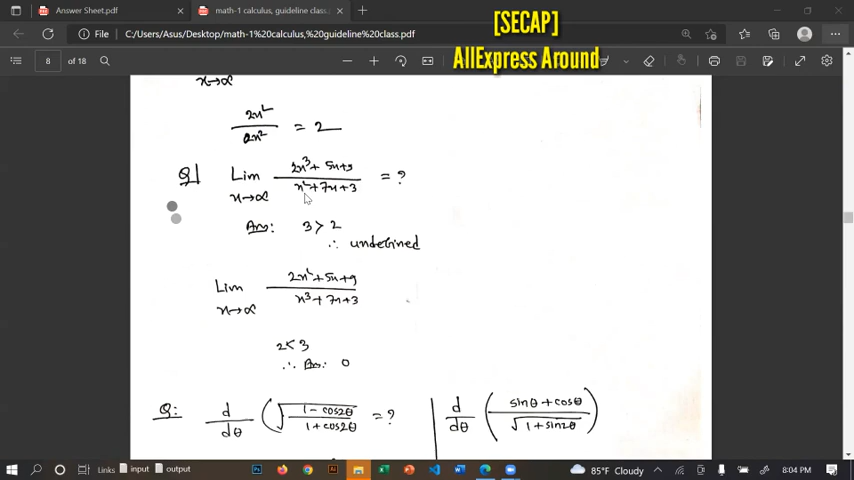 Answer Sheet.pdf
math-1 calculus, guideline class.
[SECAP]
AllExpress Around
File
C:/Users/Asus/Desktop/math-1%20calculus,%20guideline%20class.pdf
8 of 18
x→∞
2x² / 2x² = 2
Q| Lim x→∞ (2x³+5x+9) / (x²+7x+3) = ?
Ans: 3 > 2
∴ undefined
Lim x→∞ (2x²+5x+9) / (x³+7x+3)
2 < 3
∴ Ans: 0
Q: d/dθ (√((1-cos2θ)/(1+cos2θ)) = ?
d/dθ ((sinθ+cosθ)/√(1+sin2θ))
Links
input
output
85°F Cloudy
8:04 PM